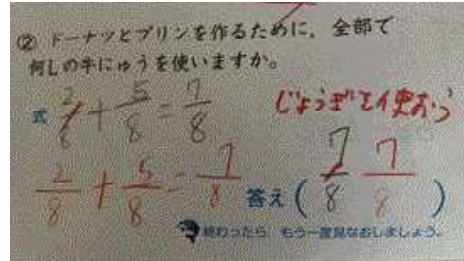 ② ドーナツとプリンを作るために、全部で
何Lの牛にゅうを使いますか。
式 2/8 + 5/8 = 7/8
じょうぎを使おう
2/8 + 5/8 = 7/8 答え ( 7/8 7/8 )
終わったら、もう一度見なおしましょう。